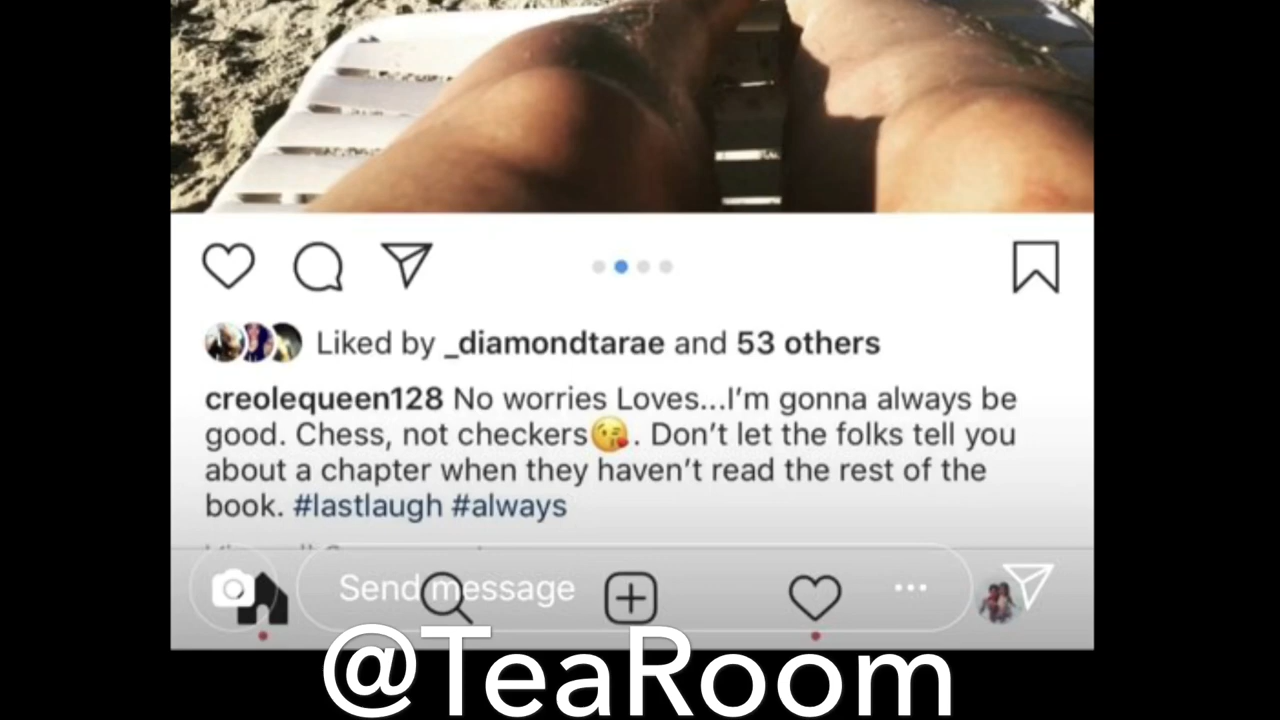 Liked by _diamondtarae and 53 others
creolequeen128 No worries Loves...I'm gonna always be
good. Chess, not checkers😘. Don't let the folks tell you
about a chapter when they haven't read the rest of the
book. #lastlaugh #always
Send message
@TeaRoom